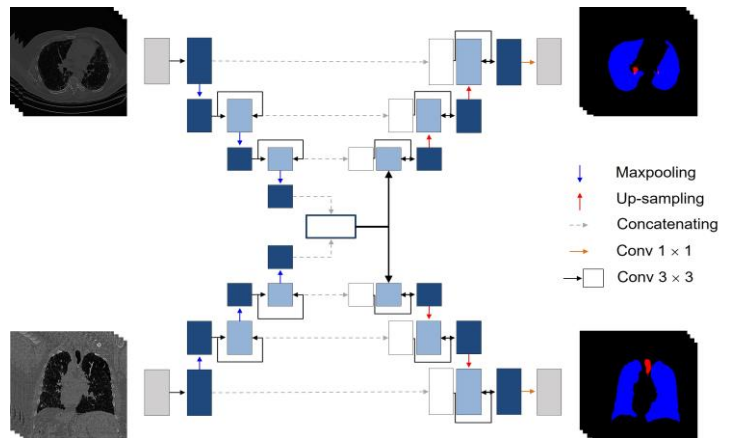 Maxpooling
Up-sampling
Concatenating
Conv 1 × 1
Conv 3 × 3